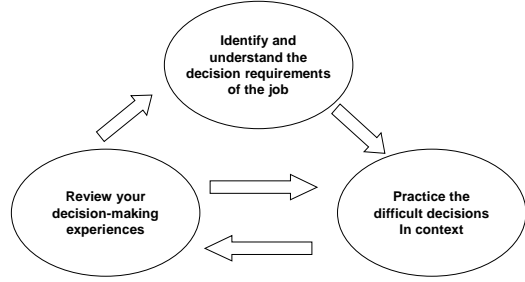 Identify and
understand the
decision requirements
of the job
Review your
decision-making
experiences
Practice the
difficult decisions
In context